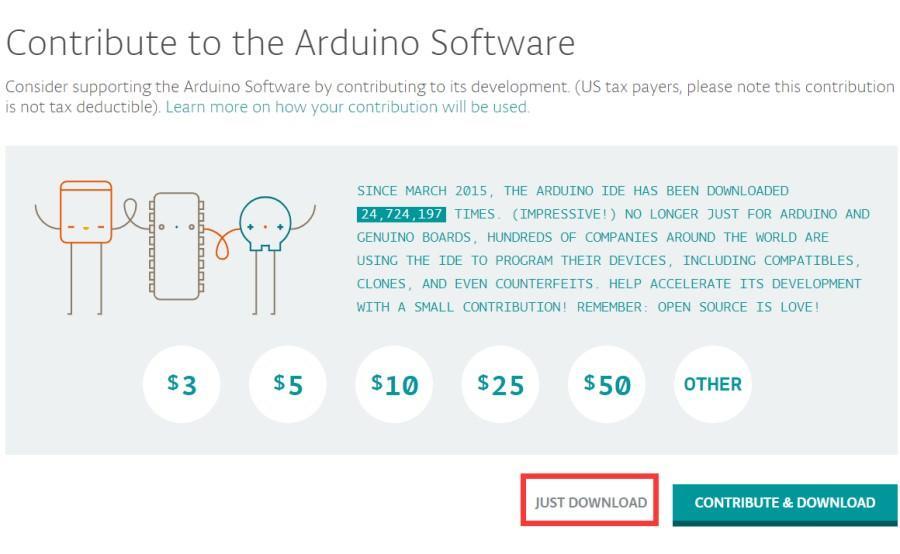 Contribute to the Arduino Software
Consider supporting the Arduino Software by contributing to its development. (US tax payers, please note this contribution
is not tax deductible). Learn more on how your contribution will be used.
SINCE MARCH 2015, THE ARDUINO IDE HAS BEEN DOWNLOADED
24,724,197 TIMES. (IMPRESSIVE!) NO LONGER JUST FOR ARDUINO AND
GENUINO BOARDS, HUNDREDS OF COMPANIES AROUND THE WORLD ARE
USING THE IDE TO PROGRAM THEIR DEVICES, INCLUDING COMPATIBLES,
CLONES, AND EVEN COUNTERFEITS. HELP ACCELERATE ITS DEVELOPMENT
WITH A SMALL CONTRIBUTION! REMEMBER: OPEN SOURCE IS LOVE!
$3 $5 $10 $25 $50 OTHER
JUST DOWNLOAD CONTRIBUTE & DOWNLOAD